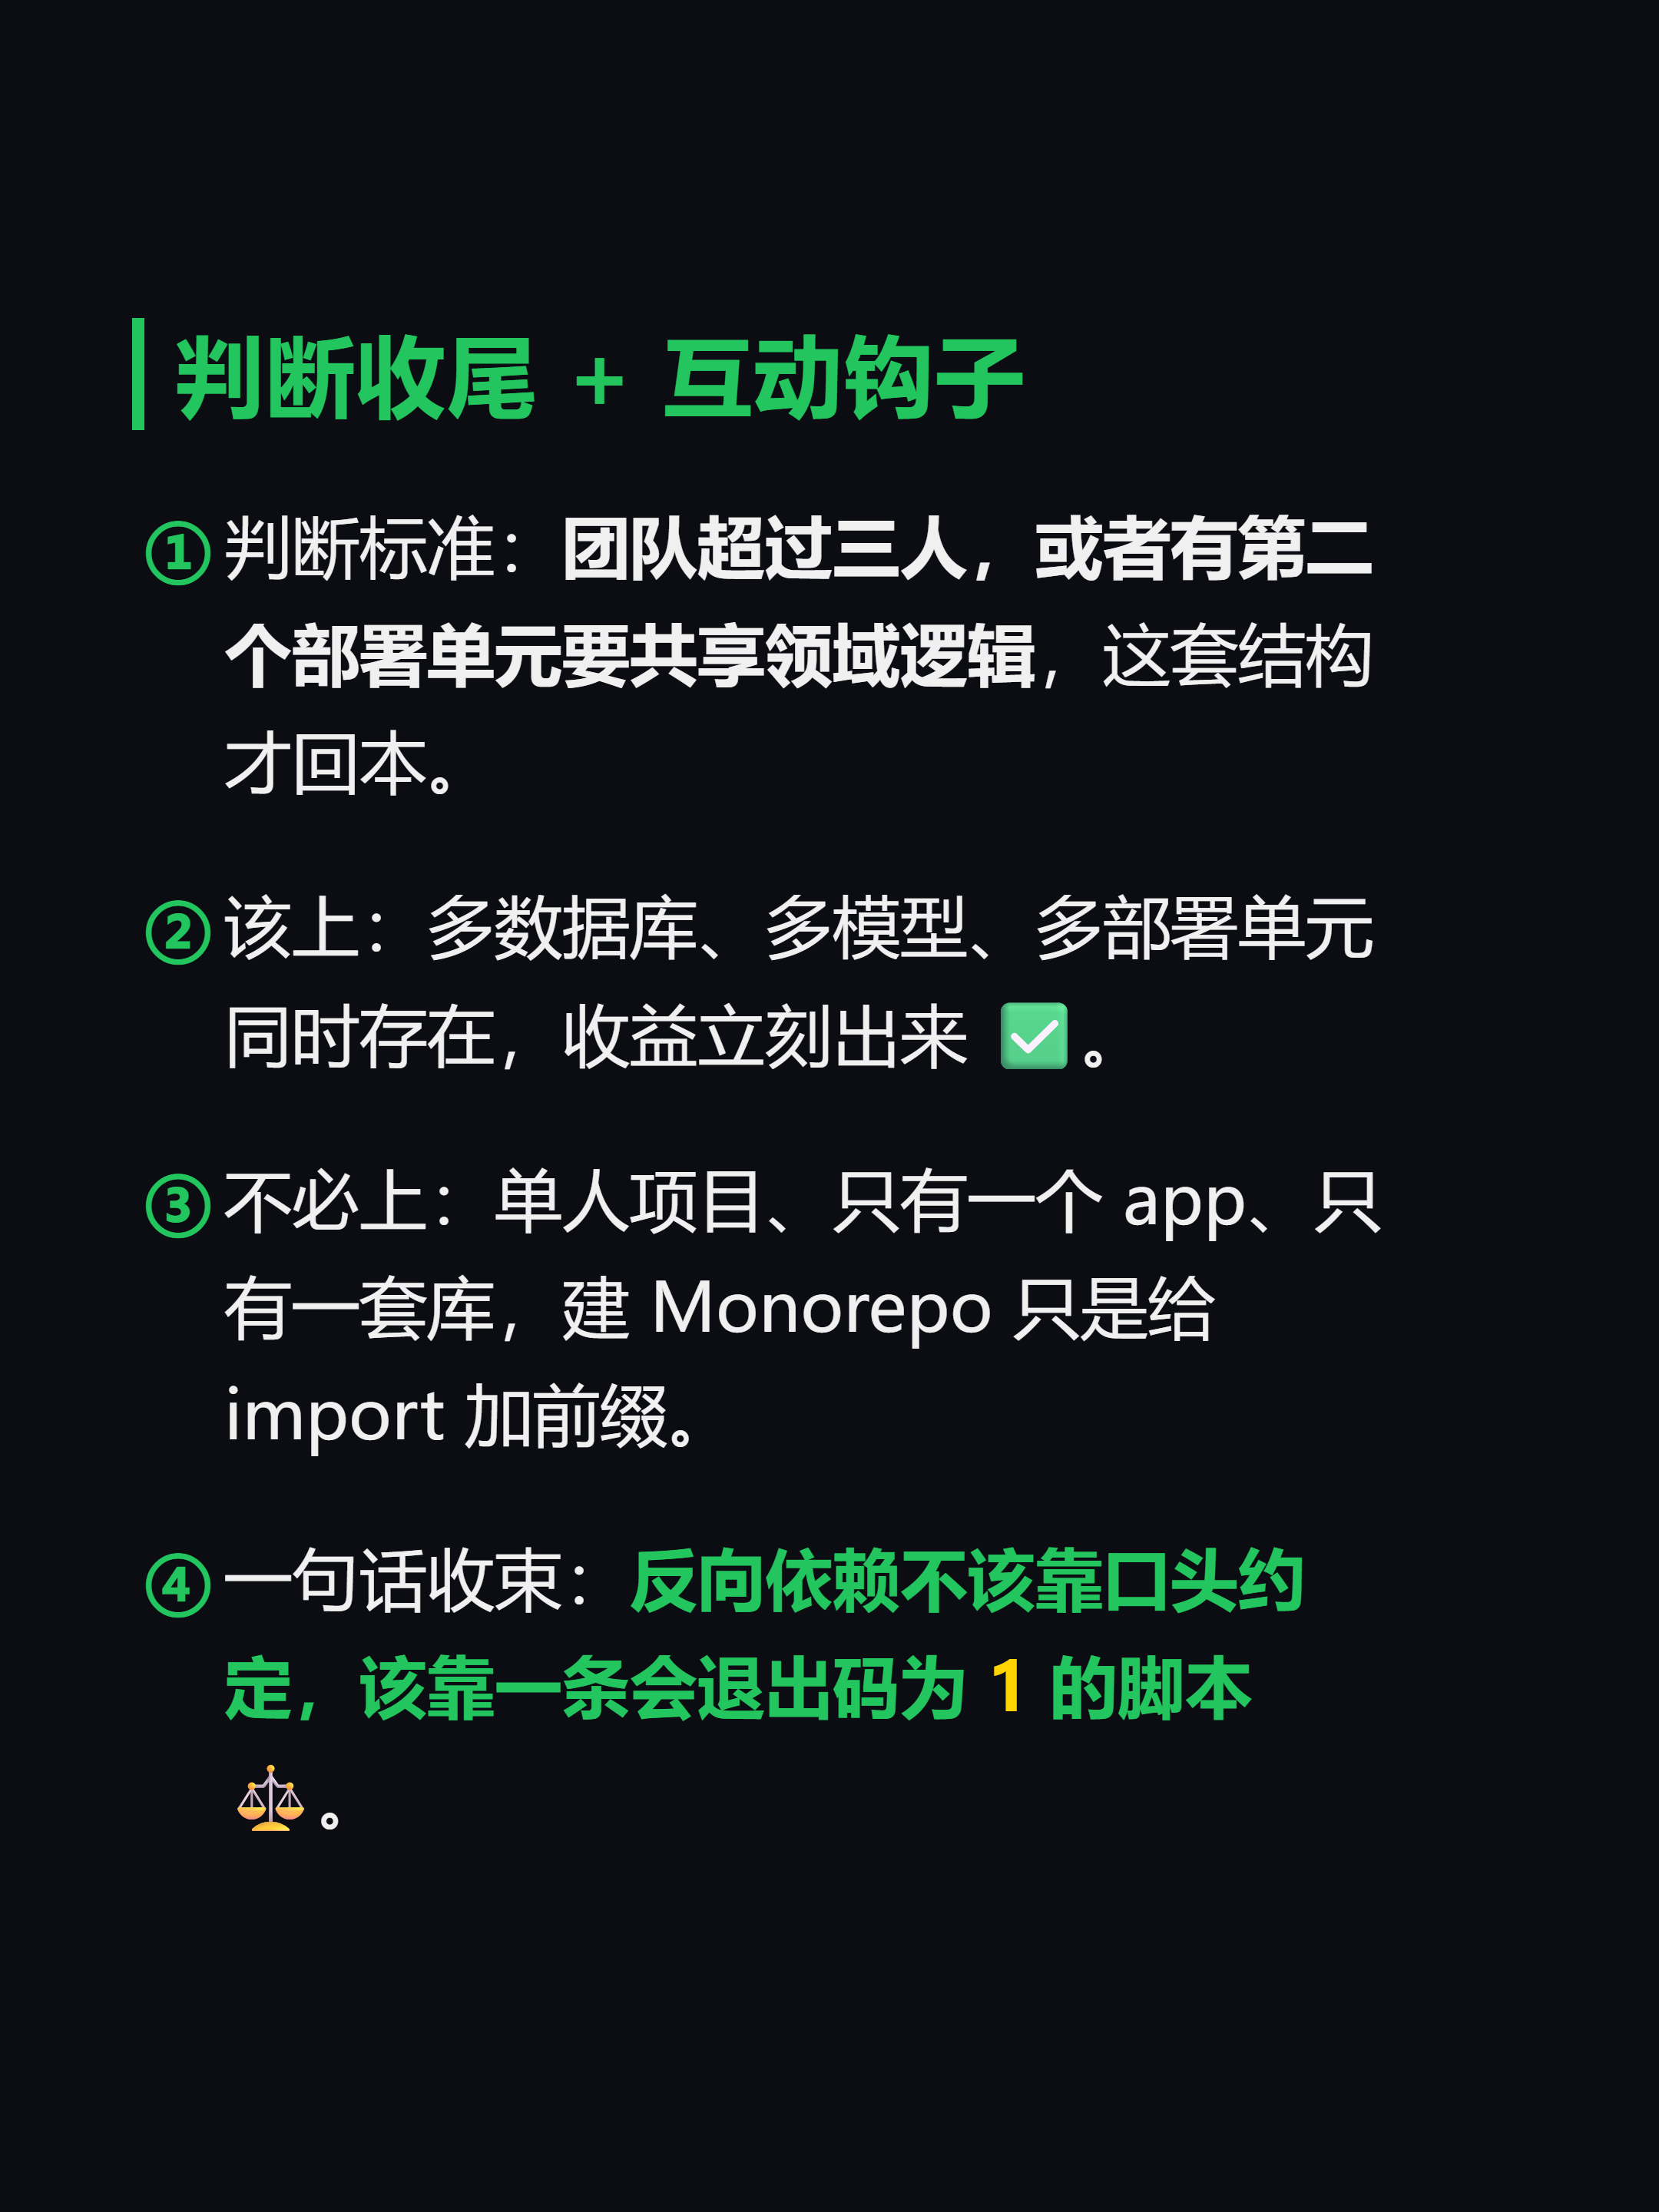 判断收尾 + 互动钩子
① 判断标准：团队超过三人，或者有第二
个部署单元要共享领域逻辑，这套结构
才回本。
② 该上：多数据库、多模型、多部署单元
同时存在，收益立刻出来 ✅。
③ 不必上：单人项目、只有一个 app、只
有一套库，建 Monorepo 只是给
import 加前缀。
④ 一句话收束：反向依赖不该靠口头约
定，该靠一条会退出码为 1 的脚本
⚖️。